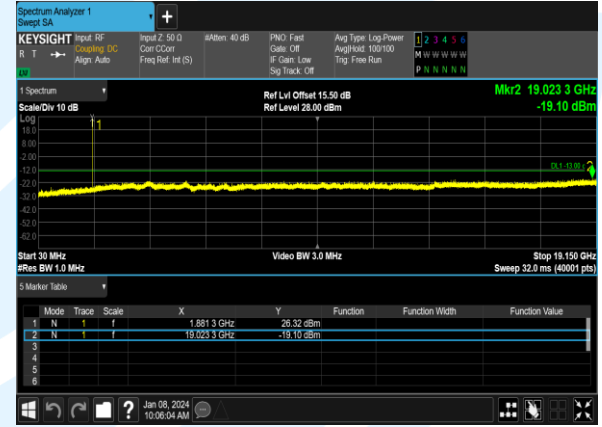 Spectrum Analyzer 1
Swept SA
KEYSIGHT Input: RF Input Z: 50 Ω #Atten: 40 dB PNO: Fast Avg Type: Log-Power 1 2 3 4 5 6
R T Coupling: DC Corr CCorr Gate: Off Avg|Hold: 100/100 M W W W W W
Align: Auto Freq Ref: Int (S) IF Gain: Low Trig: Free Run
Sig Track: Off P N N N N N
1 Spectrum Ref Lvl Offset 15.50 dB Mkr2 19.023 3 GHz
Scale/Div 10 dB Ref Level 28.00 dBm -19.10 dBm
Log
1
18.0
8.00
-2.00
-12.0 DL1 -13.00
-22.0
-32.0
-42.0
-52.0
-62.0
Start 30 MHz Video BW 3.0 MHz Stop 19.150 GHz
#Res BW 1.0 MHz Sweep 32.0 ms (40001 pts)
5 Marker Table
Mode Trace Scale X Y Function Function Width Function Value
1 N 1 f 1.881 3 GHz 26.32 dBm
2 N 1 f 19.023 3 GHz -19.10 dBm
3
4
5
6
? Jan 08, 2024
10:06:04 AM